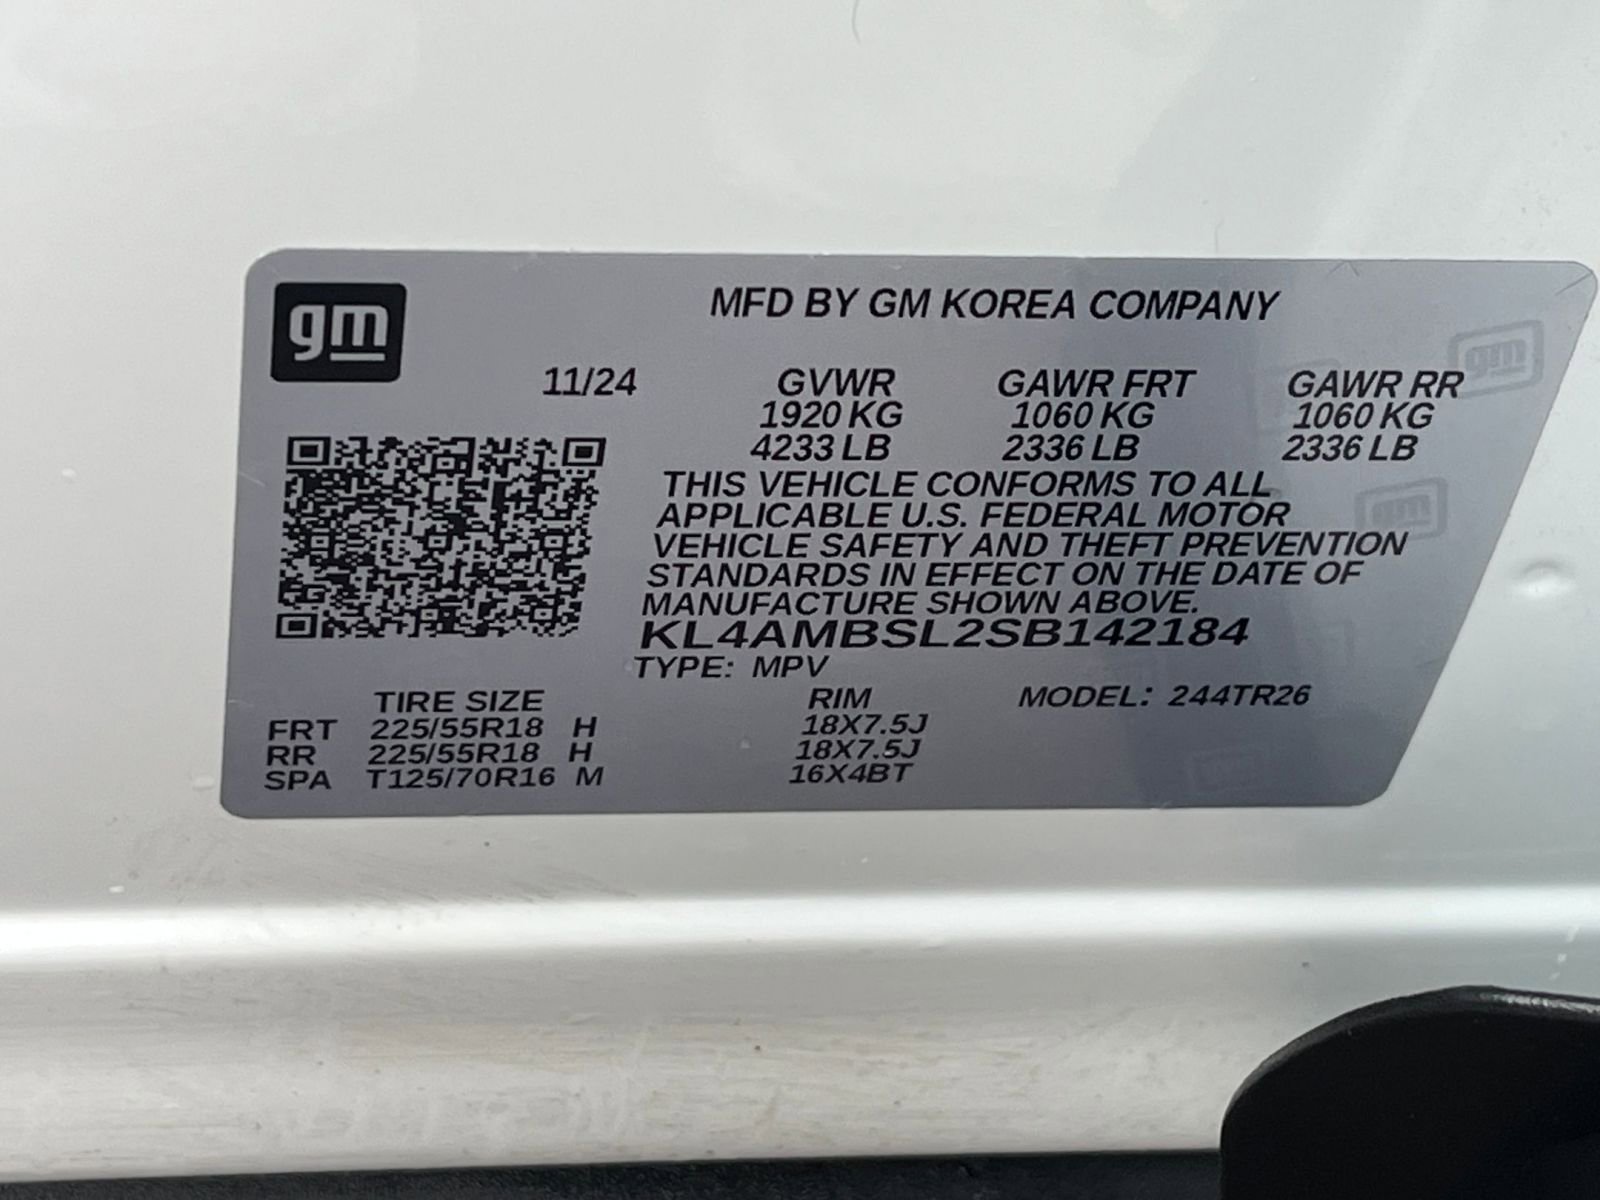 gm
MFD BY GM KOREA COMPANY
11/24 GVWR GAWR FRT GAWR RR
1920 KG 1060 KG 1060 KG
4233 LB 2336 LB 2336 LB
THIS VEHICLE CONFORMS TO ALL
APPLICABLE U.S. FEDERAL MOTOR
VEHICLE SAFETY AND THEFT PREVENTION
STANDARDS IN EFFECT ON THE DATE OF
MANUFACTURE SHOWN ABOVE.
KL4AMBSL2SB142184
TYPE: MPV
TIRE SIZE RIM MODEL: 244TR26
FRT 225/55R18 H 18X7.5J
RR 225/55R18 H 18X7.5J
SPA T125/70R16 M 16X4BT
gm
gm